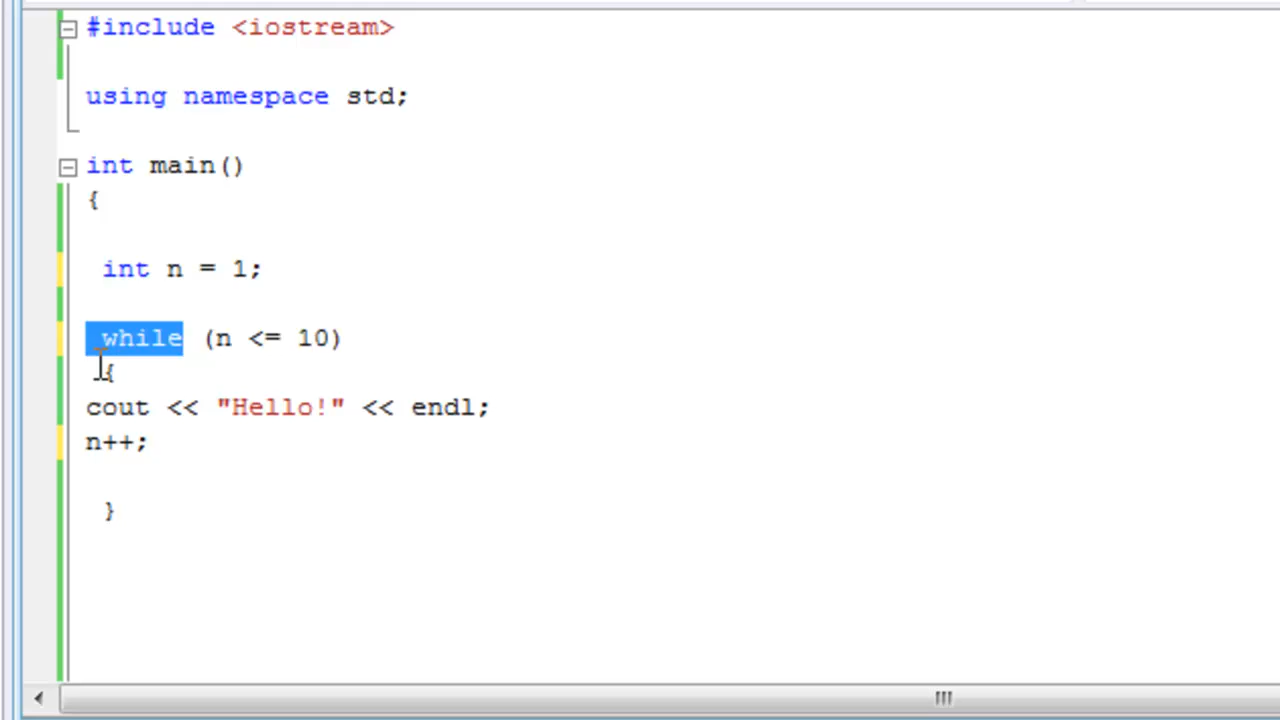 #include <iostream>
using namespace std;
int main()
{
int n = 1;
while (n <= 10)
{
cout << "Hello!" << endl;
n++;
}